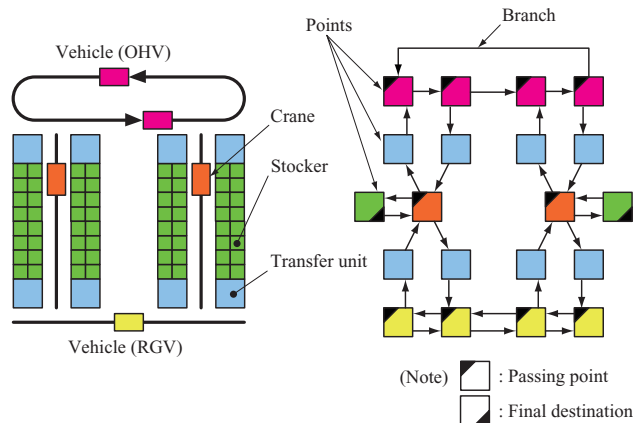 Vehicle (OHV)
Points
Branch
Crane
Stocker
Transfer unit
Vehicle (RGV)
(Note)
: Passing point
: Final destination